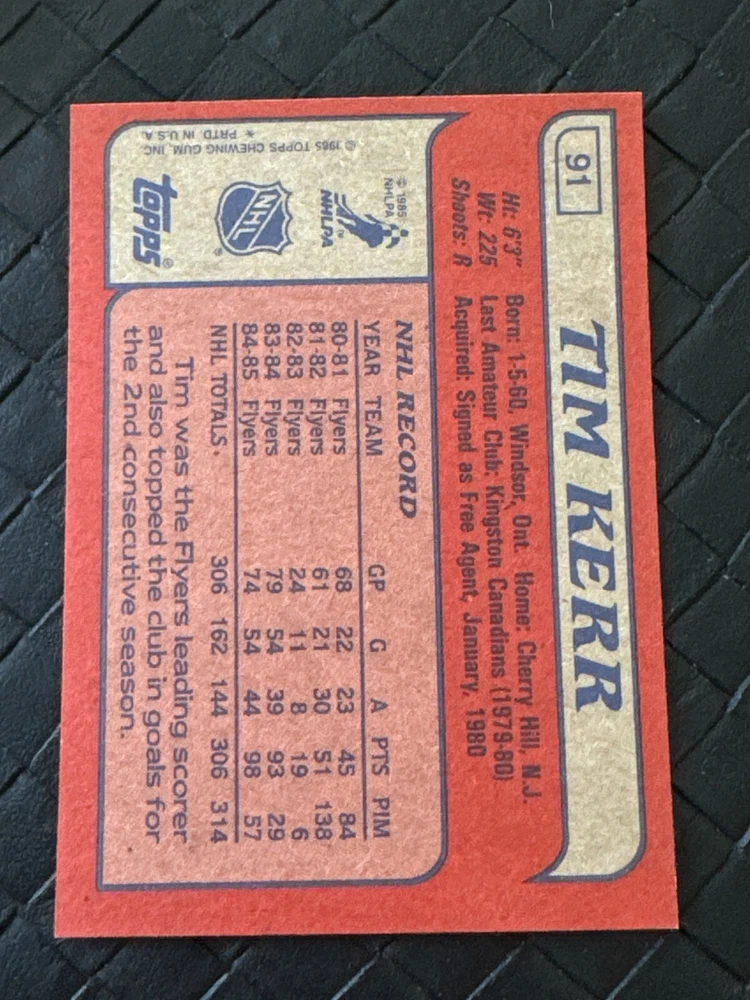 91
TIM KERR
Ht: 6'3" Born: 1-5-60, Windsor, Ont. Home: Cherry Hill, N.J.
Wt: 225 Last Amateur Club: Kingston Canadians (1979-80)
Shoots: R Acquired: Signed as Free Agent, January, 1980
© 1985
NHLPA
NHLPA
TM
NHL
®
topps®
© 1985 TOPPS CHEWING GUM, INC
* PRTD. IN U.S.A.
NHL RECORD
YEAR TEAM GP G A PTS PIM
80-81 Flyers 68 22 23 45 84
81-82 Flyers 61 21 30 51 138
82-83 Flyers 24 11 8 19 6
83-84 Flyers 79 54 39 93 29
84-85 Flyers 74 54 44 98 57
NHL TOTALS. 306 162 144 306 314
Tim was the Flyers leading scorer
and also topped the club in goals for
the 2nd consecutive season.